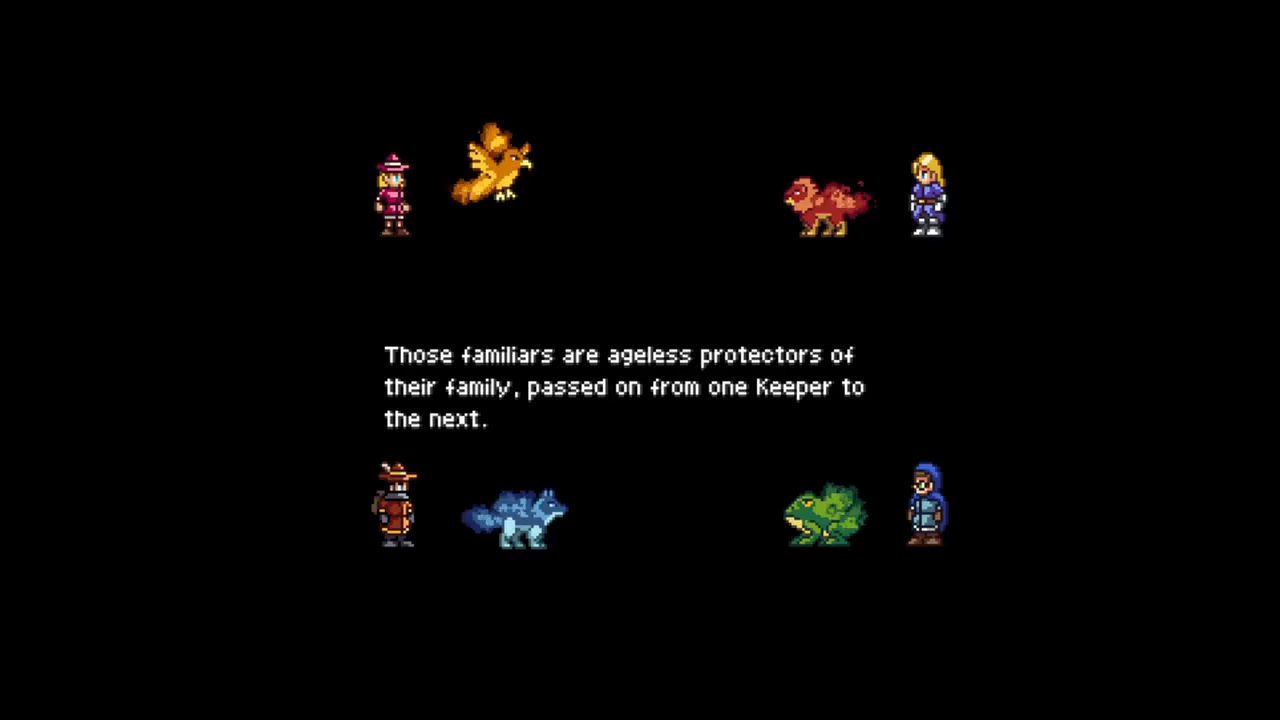 Those familiars are ageless protectors of
their family, passed on from one Keeper to
the next.